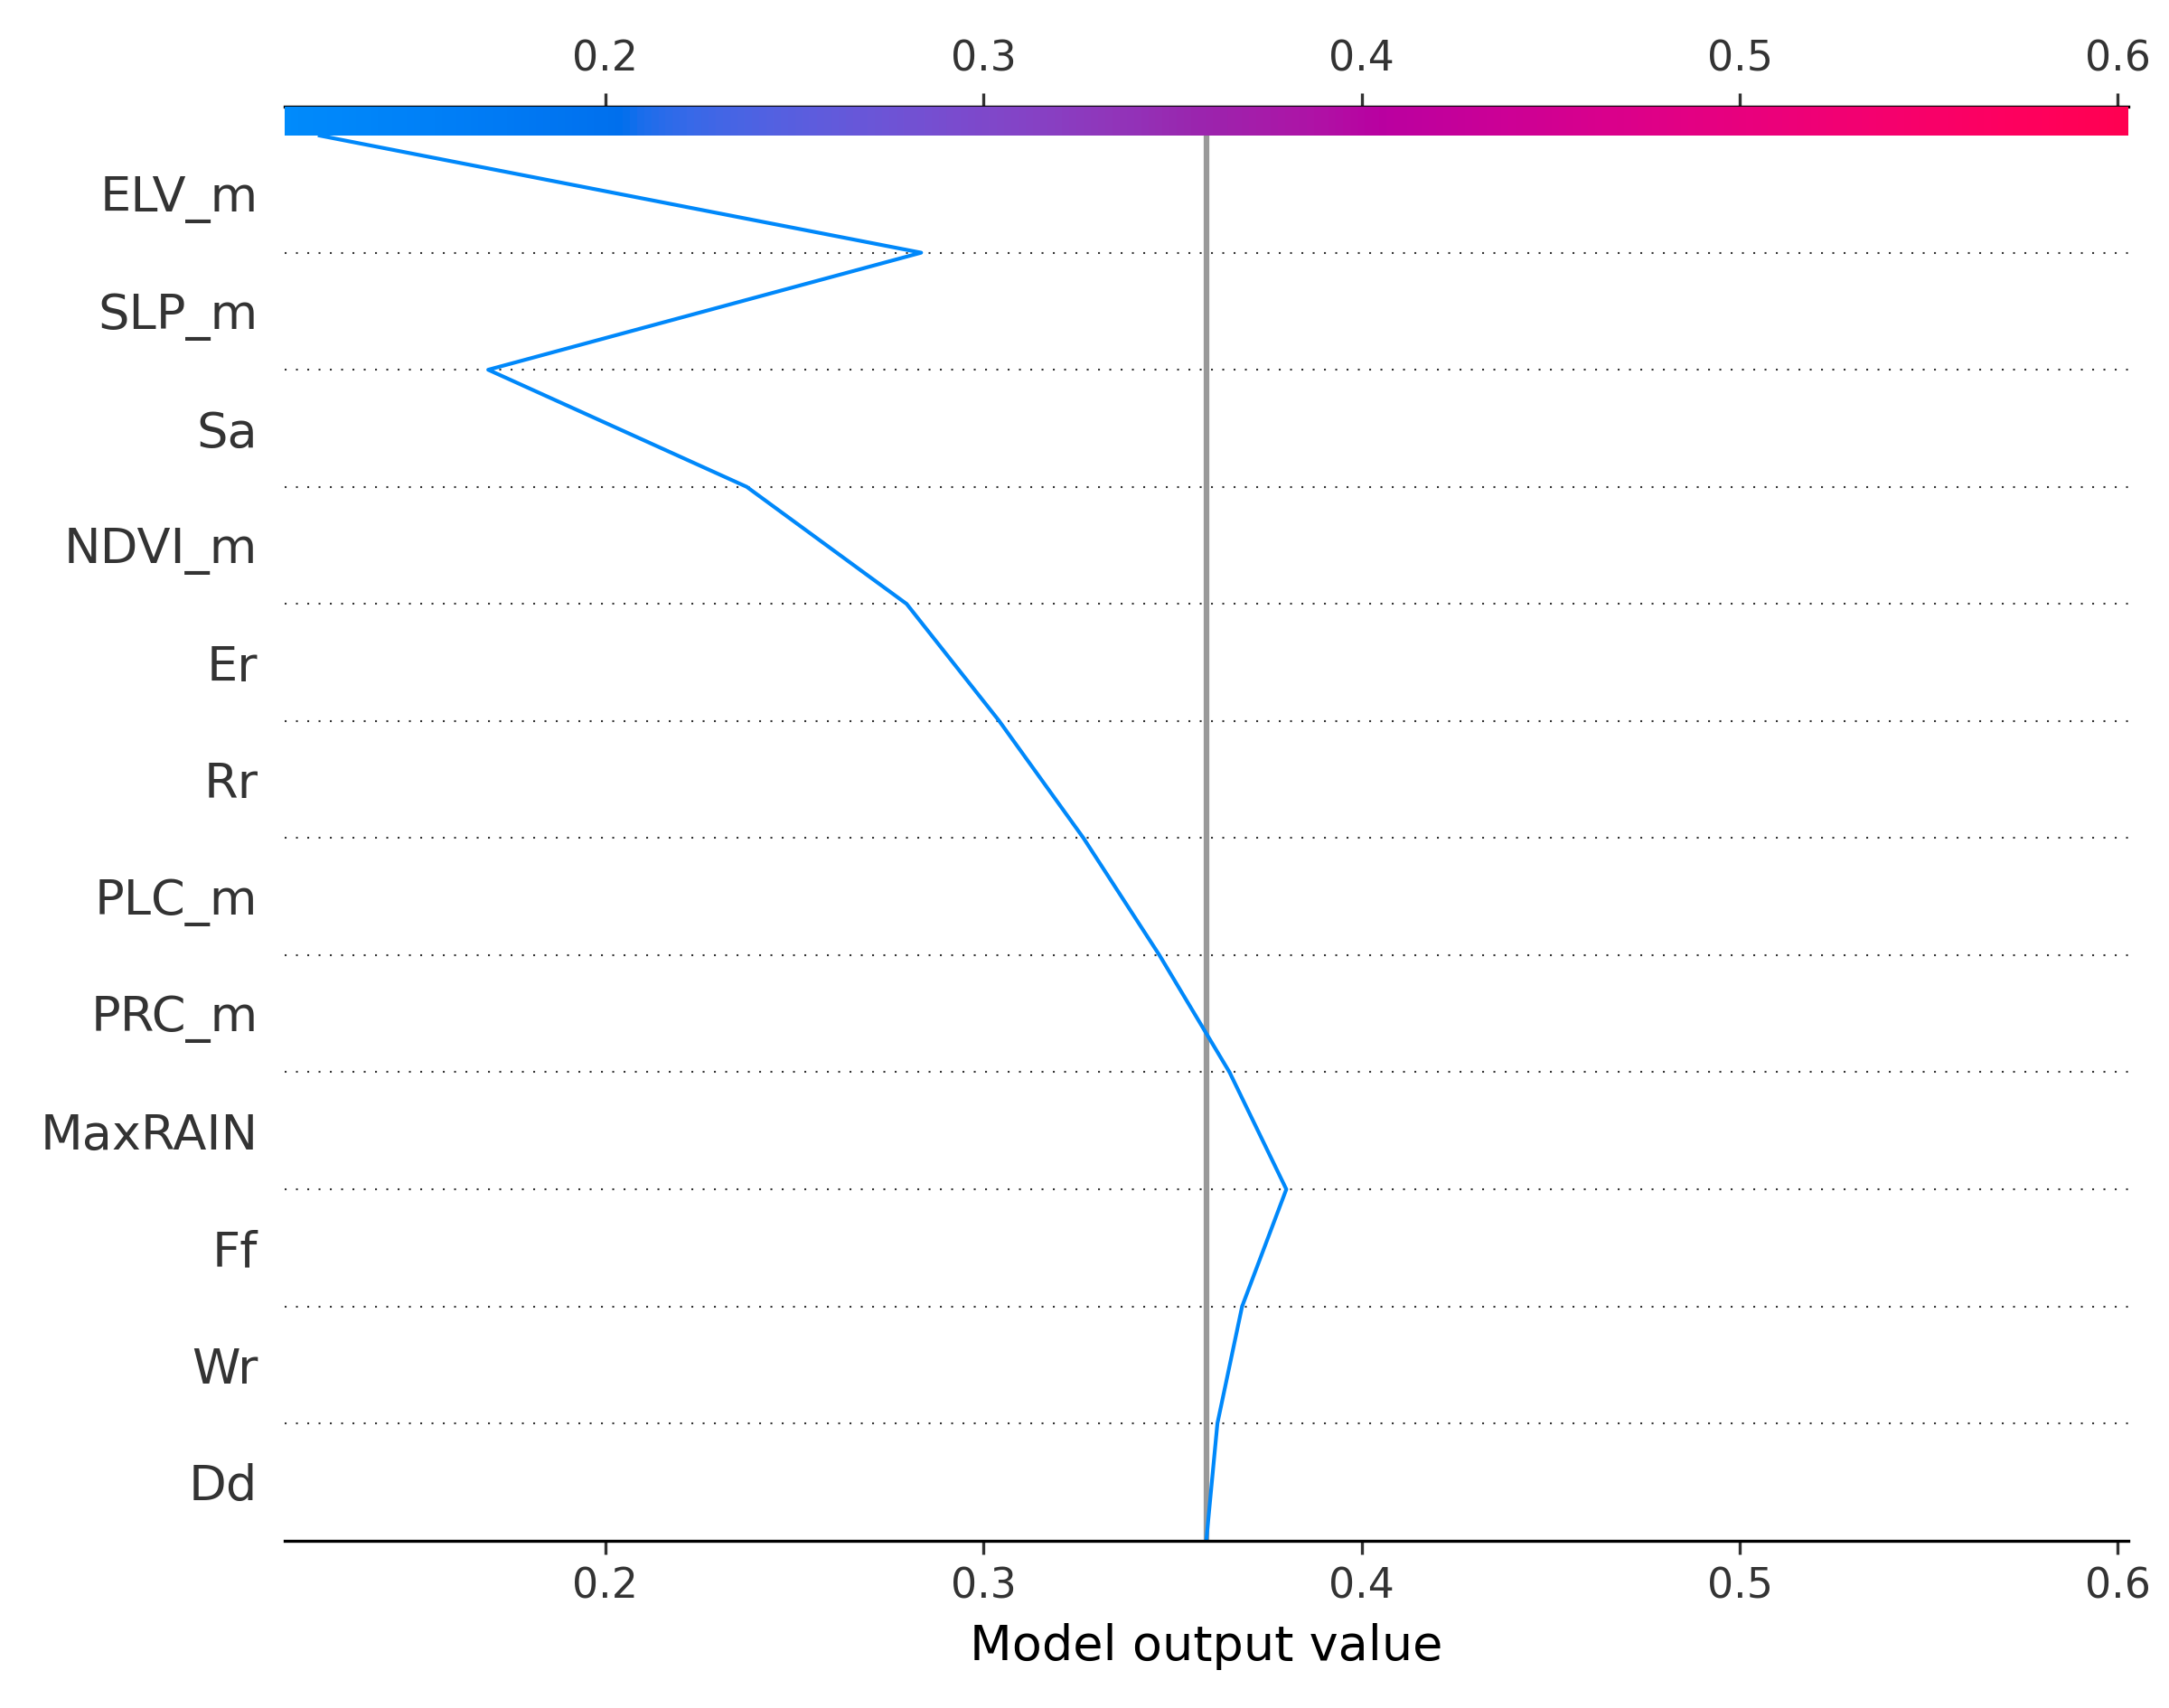 0.2 0.3 0.4 0.5 0.6
ELV_m
SLP_m
Sa
NDVI_m
Er
Rr
PLC_m
PRC_m
MaxRAIN
Ff
Wr
Dd
0.2 0.3 0.4 0.5 0.6
Model output value